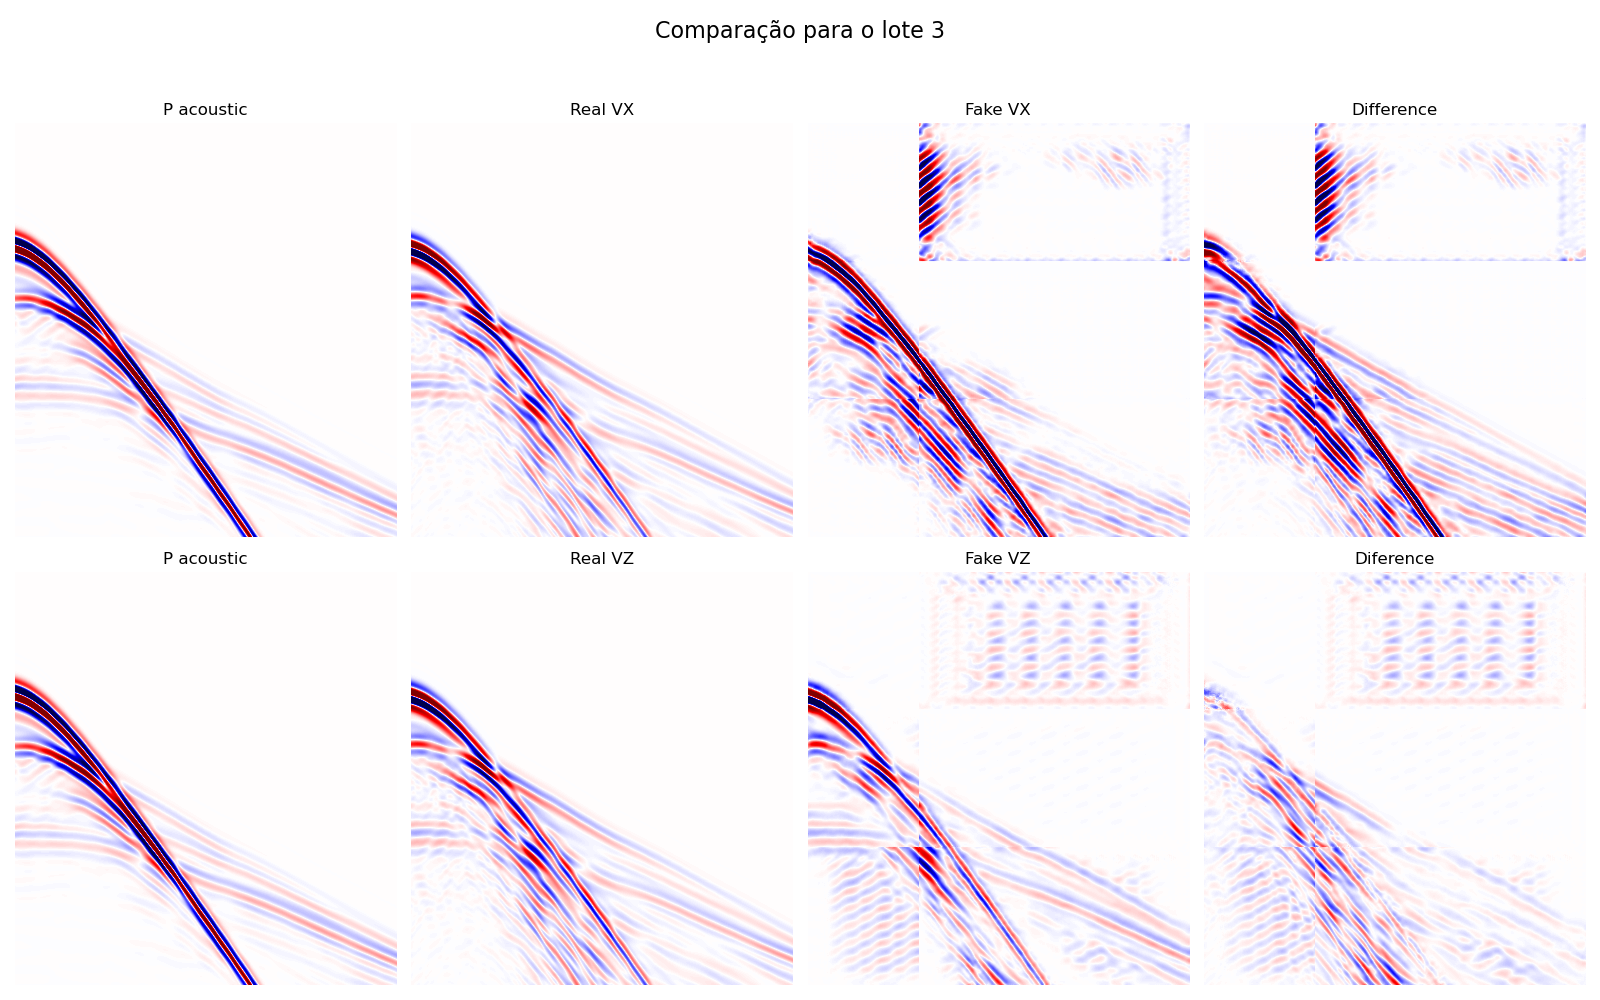 Comparação para o lote 3
P acoustic
Real VX
Fake VX
Difference
P acoustic
Real VZ
Fake VZ
Diference